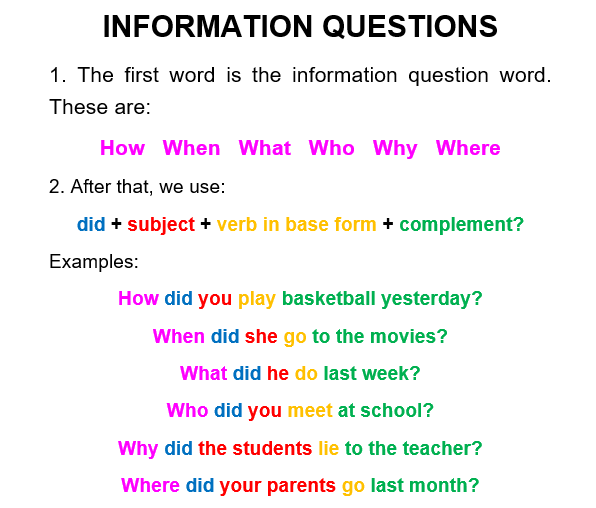 INFORMATION QUESTIONS
1. The first word is the information question word.
These are:
How When What Who Why Where
2. After that, we use:
did + subject + verb in base form + complement?
Examples:
How did you play basketball yesterday?
When did she go to the movies?
What did he do last week?
Who did you meet at school?
Why did the students lie to the teacher?
Where did your parents go last month?